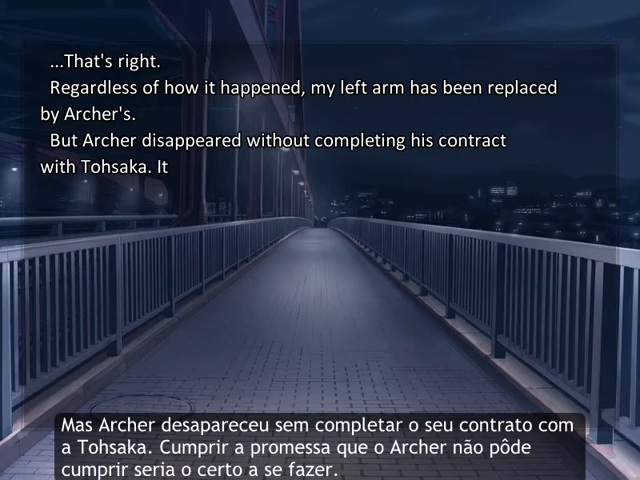 ...That's right.
Regardless of how it happened, my left arm has been replaced
by Archer's.
But Archer disappeared without completing his contract
with Tohsaka. It
Mas Archer desapareceu sem completar o seu contrato com
a Tohsaka. Cumprir a promessa que o Archer não pôde
cumprir seria o certo a se fazer.